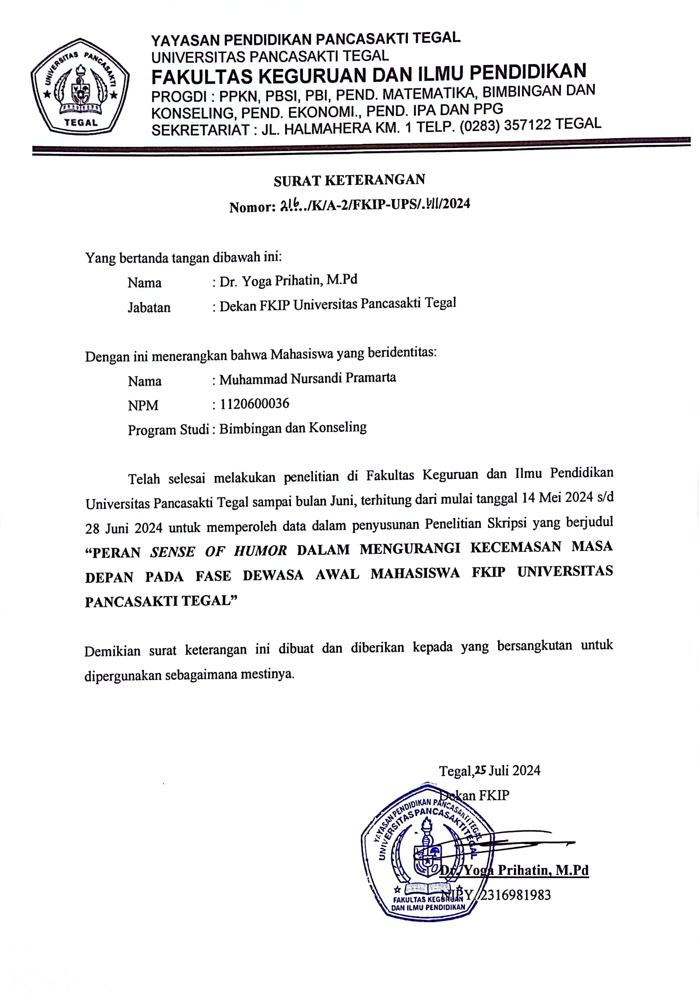 UNIVERSITAS PANCASAKTI
TEGAL
YAYASAN PENDIDIKAN PANCASAKTI TEGAL
UNIVERSITAS PANCASAKTI TEGAL
FAKULTAS KEGURUAN DAN ILMU PENDIDIKAN
PROGDI : PPKN, PBSI, PBI, PEND. MATEMATIKA, BIMBINGAN DAN
KONSELING, PEND. EKONOMI., PEND. IPA DAN PPG
SEKRETARIAT : JL. HALMAHERA KM. 1 TELP. (0283) 357122 TEGAL
SURAT KETERANGAN
Nomor: 216../K/A-2/FKIP-UPS/.VII/2024
Yang bertanda tangan dibawah ini:
Nama : Dr. Yoga Prihatin, M.Pd
Jabatan : Dekan FKIP Universitas Pancasakti Tegal
Dengan ini menerangkan bahwa Mahasiswa yang beridentitas:
Nama : Muhammad Nursandi Pramarta
NPM : 1120600036
Program Studi : Bimbingan dan Konseling
Telah selesai melakukan penelitian di Fakultas Keguruan dan Ilmu Pendidikan
Universitas Pancasakti Tegal sampai bulan Juni, terhitung dari mulai tanggal 14 Mei 2024 s/d
28 Juni 2024 untuk memperoleh data dalam penyusunan Penelitian Skripsi yang berjudul
“PERAN SENSE OF HUMOR DALAM MENGURANGI KECEMASAN MASA
DEPAN PADA FASE DEWASA AWAL MAHASISWA FKIP UNIVERSITAS
PANCASAKTI TEGAL”
Demikian surat keterangan ini dibuat dan diberikan kepada yang bersangkutan untuk
dipergunakan sebagaimana mestinya.
Tegal, 25 Juli 2024
Dekan FKIP
YAYASAN PENDIDIKAN PANCASAKTI TEGAL
UNIVERSITAS PANCASAKTI TEGAL
Dr. Yoga Prihatin, M.Pd
NIPY. 2316981983
FAKULTAS KEGURUAN
DAN ILMU PENDIDIKAN